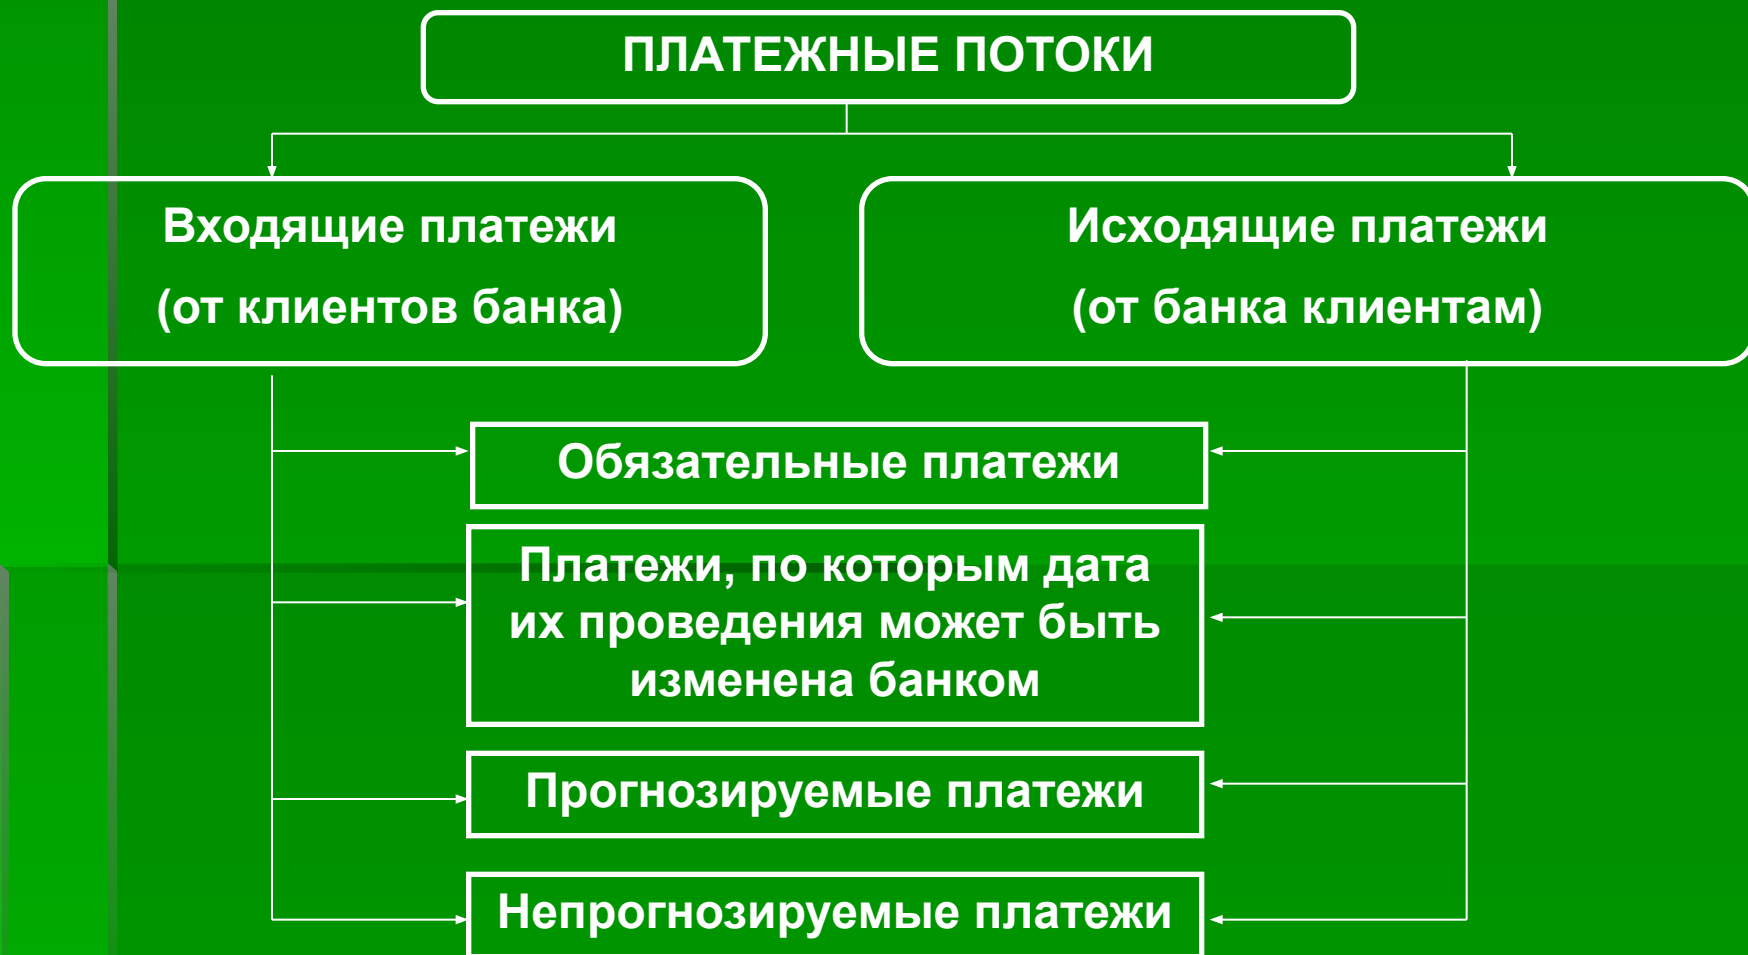 ПЛАТЕЖНЫЕ ПОТОКИ
Входящие платежи
(от клиентов банка)
Исходящие платежи
(от банка клиентам)
Обязательные платежи
Платежи, по которым дата
их проведения может быть
изменена банком
Прогнозируемые платежи
Непрогнозируемые платежи